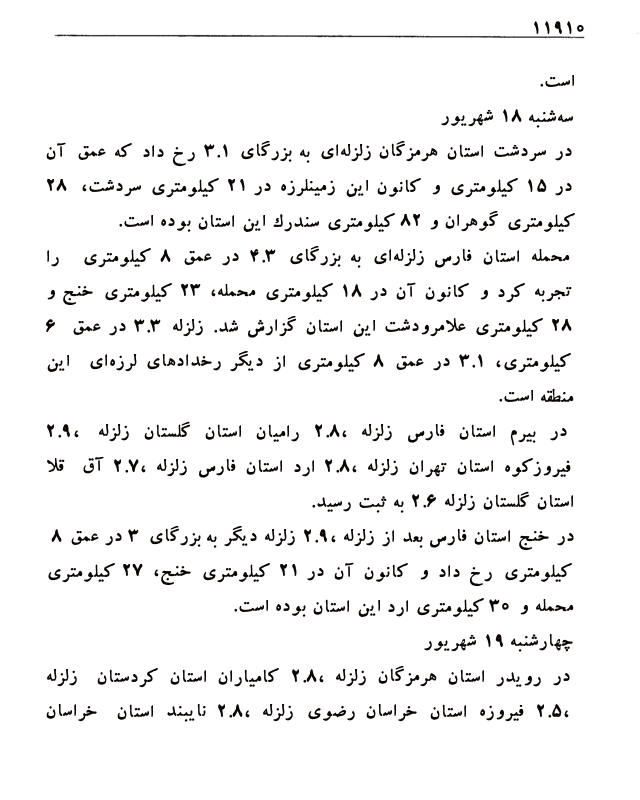 ۱۱۹۱۰
است.
سه‌شنبه ۱۸ شهریور
در سردشت استان هرمزگان زلزله‌ای به بزرگای ۳.۱ رخ داد که عمق آن
در ۱۵ کیلومتری و کانون این زمینلرزه در ۲۱ کیلومتری سردشت، ۲۸
کیلومتری گوهران و ۸۲ کیلومتری سندرك این استان بوده است.
محمله استان فارس زلزله‌ای به بزرگای ۴.۳ در عمق ۸ کیلومتری را
تجربه کرد و کانون آن در ۱۸ کیلومتری محمله، ۲۳ کیلومتری خنج و
۲۸ کیلومتری علامرودشت این استان گزارش شد. زلزله ۳.۳ در عمق ۶
کیلومتری، ۳.۱ در عمق ۸ کیلومتری از دیگر رخدادهای لرزه‌ای این
منطقه است.
در بیرم استان فارس زلزله ،۲.۸ رامیان استان گلستان زلزله ،۲.۹
فیروزکوه استان تهران زلزله ،۲.۸ ارد استان فارس زلزله ،۲.۷ آق قلا
استان گلستان زلزله ۲.۶ به ثبت رسید.
در خنج استان فارس بعد از زلزله ،۲.۹ زلزله دیگر به بزرگای ۳ در عمق ۸
کیلومتری رخ داد و کانون آن در ۲۱ کیلومتری خنج، ۲۷ کیلومتری
محمله و ۳۰ کیلومتری ارد این استان بوده است.
چهارشنبه ۱۹ شهریور
در رویدر استان هرمزگان زلزله ،۲.۸ کامیاران استان کردستان زلزله
،۲.۵ فیروزه استان خراسان رضوی زلزله ،۲.۸ نایبند استان خراسان